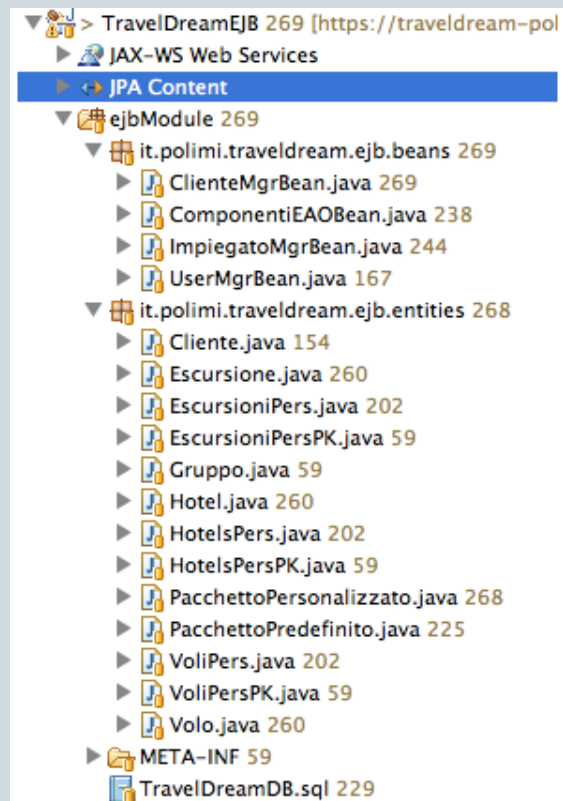 > TravelDreamEJB 269 [https://traveldream-pol
JAX-WS Web Services
JPA Content
ejbModule 269
it.polimi.traveldream.ejb.beans 269
ClienteMgrBean.java 269
ComponentiEAOBean.java 238
ImpiegatoMgrBean.java 244
UserMgrBean.java 167
it.polimi.traveldream.ejb.entities 268
Cliente.java 154
Escursione.java 260
EscursioniPers.java 202
EscursioniPersPK.java 59
Gruppo.java 59
Hotel.java 260
HotelsPers.java 202
HotelsPersPK.java 59
PacchettoPersonalizzato.java 268
PacchettoPredefinito.java 225
VoliPers.java 202
VoliPersPK.java 59
Volo.java 260
META-INF 59
TravelDreamDB.sql 229